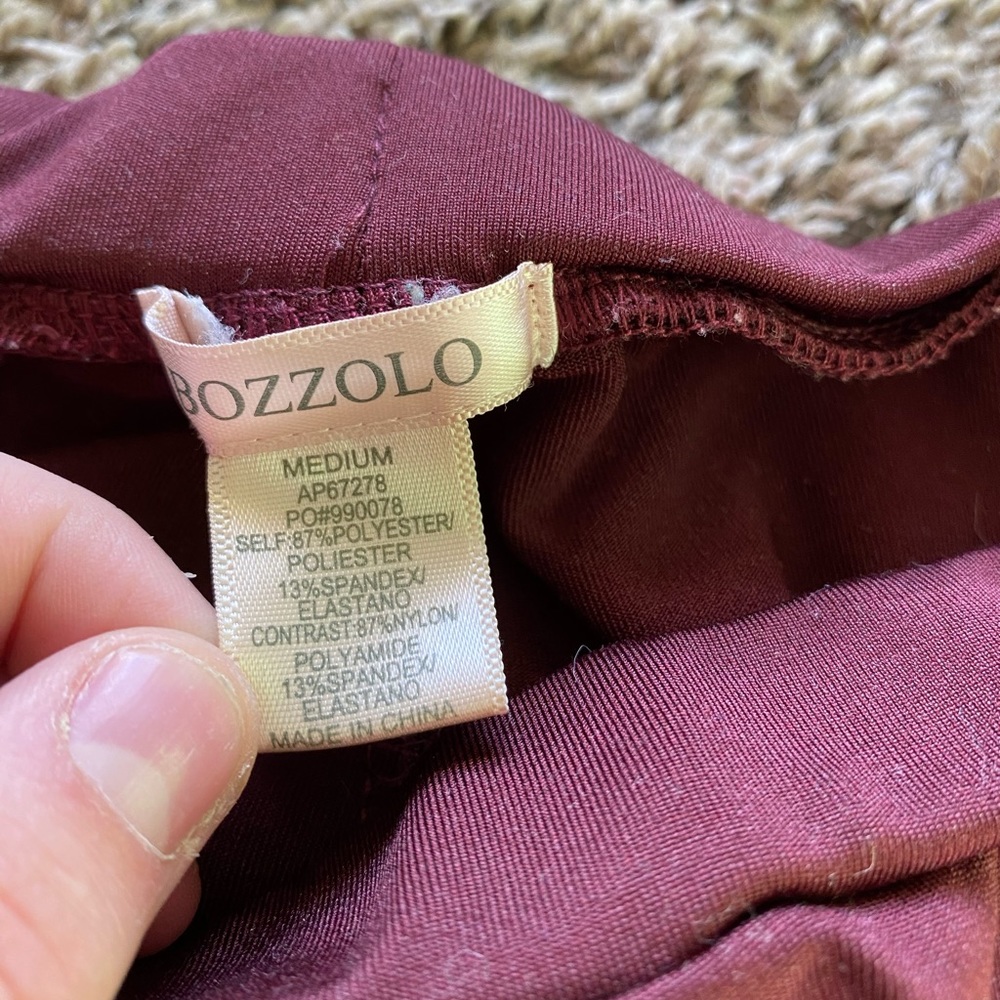 BOZZOLO
MEDIUM
AP67278
PO#990078
SELF:87%POLYESTER/
POLIESTER
13%SPANDEX/
ELASTANO
CONTRAST:87%NYLON/
POLYAMIDE
13%SPANDEX/
ELASTANO
MADE IN CHINA